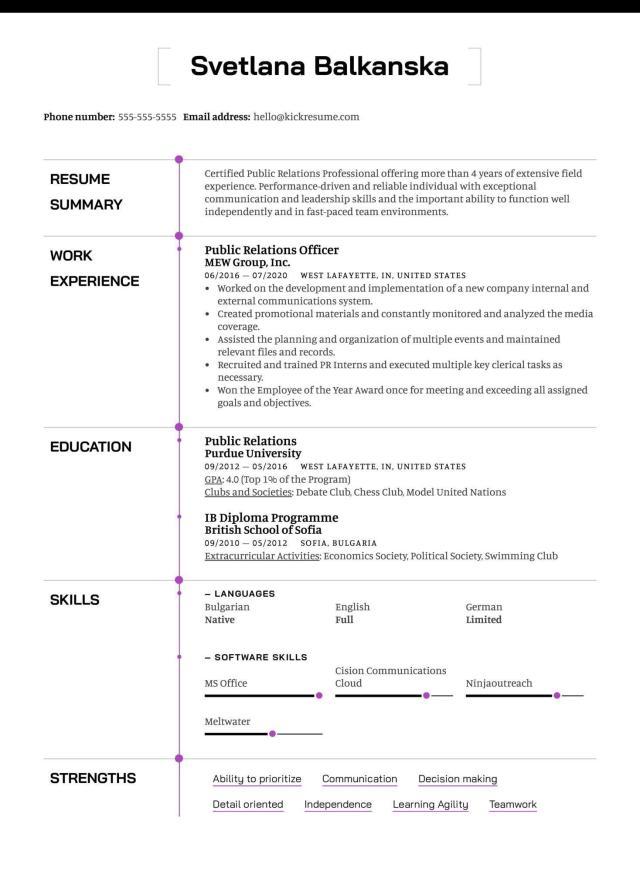 Svetlana Balkanska
Phone number: 555-555-5555 Email address: hello@kickresume.com
RESUME
SUMMARY
Certified Public Relations Professional offering more than 4 years of extensive field
experience. Performance-driven and reliable individual with exceptional
communication and leadership skills and the important ability to function well
independently and in fast-paced team environments.
WORK
EXPERIENCE
Public Relations Officer
MEW Group, Inc.
06/2016 — 07/2020 WEST LAFAYETTE, IN, UNITED STATES
• Worked on the development and implementation of a new company internal and
external communications system.
• Created promotional materials and constantly monitored and analyzed the media
coverage.
• Assisted the planning and organization of multiple events and maintained
relevant files and records.
• Recruited and trained PR Interns and executed multiple key clerical tasks as
necessary.
• Won the Employee of the Year Award once for meeting and exceeding all assigned
goals and objectives.
EDUCATION
Public Relations
Purdue University
09/2012 — 05/2016 WEST LAFAYETTE, IN, UNITED STATES
GPA: 4.0 (Top 1% of the Program)
Clubs and Societies: Debate Club, Chess Club, Model United Nations
IB Diploma Programme
British School of Sofia
09/2010 — 05/2012 SOFIA, BULGARIA
Extracurricular Activities: Economics Society, Political Society, Swimming Club
SKILLS
— LANGUAGES
Bulgarian English German
Native Full Limited
— SOFTWARE SKILLS
Cision Communications
MS Office Cloud Ninjaoutreach
Meltwater
STRENGTHS
Ability to prioritize Communication Decision making
Detail oriented Independence Learning Agility Teamwork